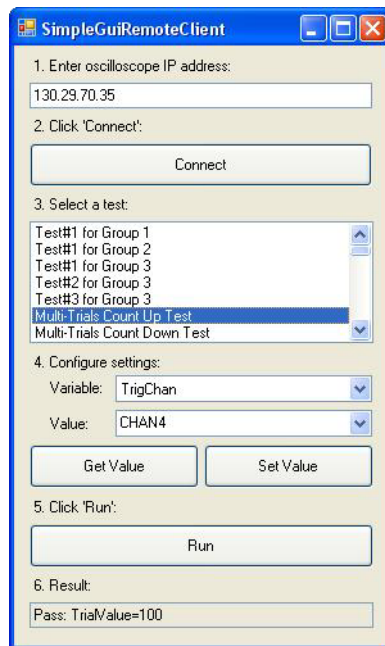 SimpleGuiRemoteClient
1. Enter oscilloscope IP address:
130.29.70.35
2. Click 'Connect':
Connect
3. Select a test:
Test#1 for Group 1
Test#1 for Group 2
Test#1 for Group 3
Test#2 for Group 3
Test#3 for Group 3
Multi-Trials Count Up Test
Multi-Trials Count Down Test
4. Configure settings:
Variable: TrigChan
Value: CHAN4
Get Value Set Value
5. Click 'Run':
Run
6. Result:
Pass: TrialValue=100